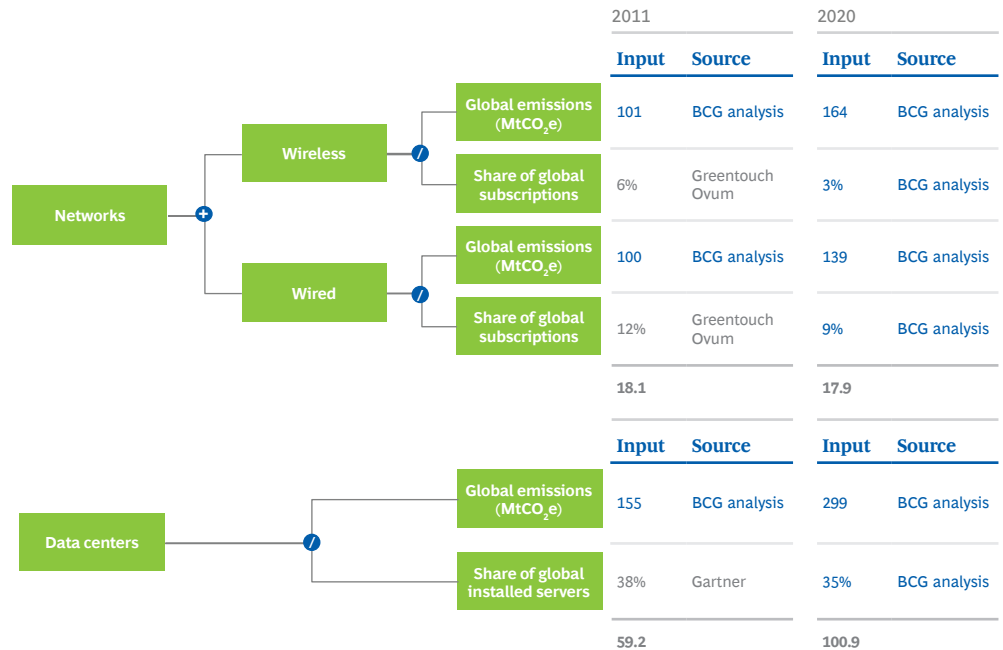 2011 2020
Input Source Input Source
Global emissions
(MtCO₂e)
101 BCG analysis 164 BCG analysis
Wireless
/
Share of global
subscriptions
6% Greentouch
Ovum
3% BCG analysis
Networks
+
Global emissions
(MtCO₂e)
100 BCG analysis 139 BCG analysis
Wired
/
Share of global
subscriptions
12% Greentouch
Ovum
9% BCG analysis
18.1 17.9
Input Source Input Source
Global emissions
(MtCO₂e)
155 BCG analysis 299 BCG analysis
Data centers
/
Share of global
installed servers
38% Gartner 35% BCG analysis
59.2 100.9